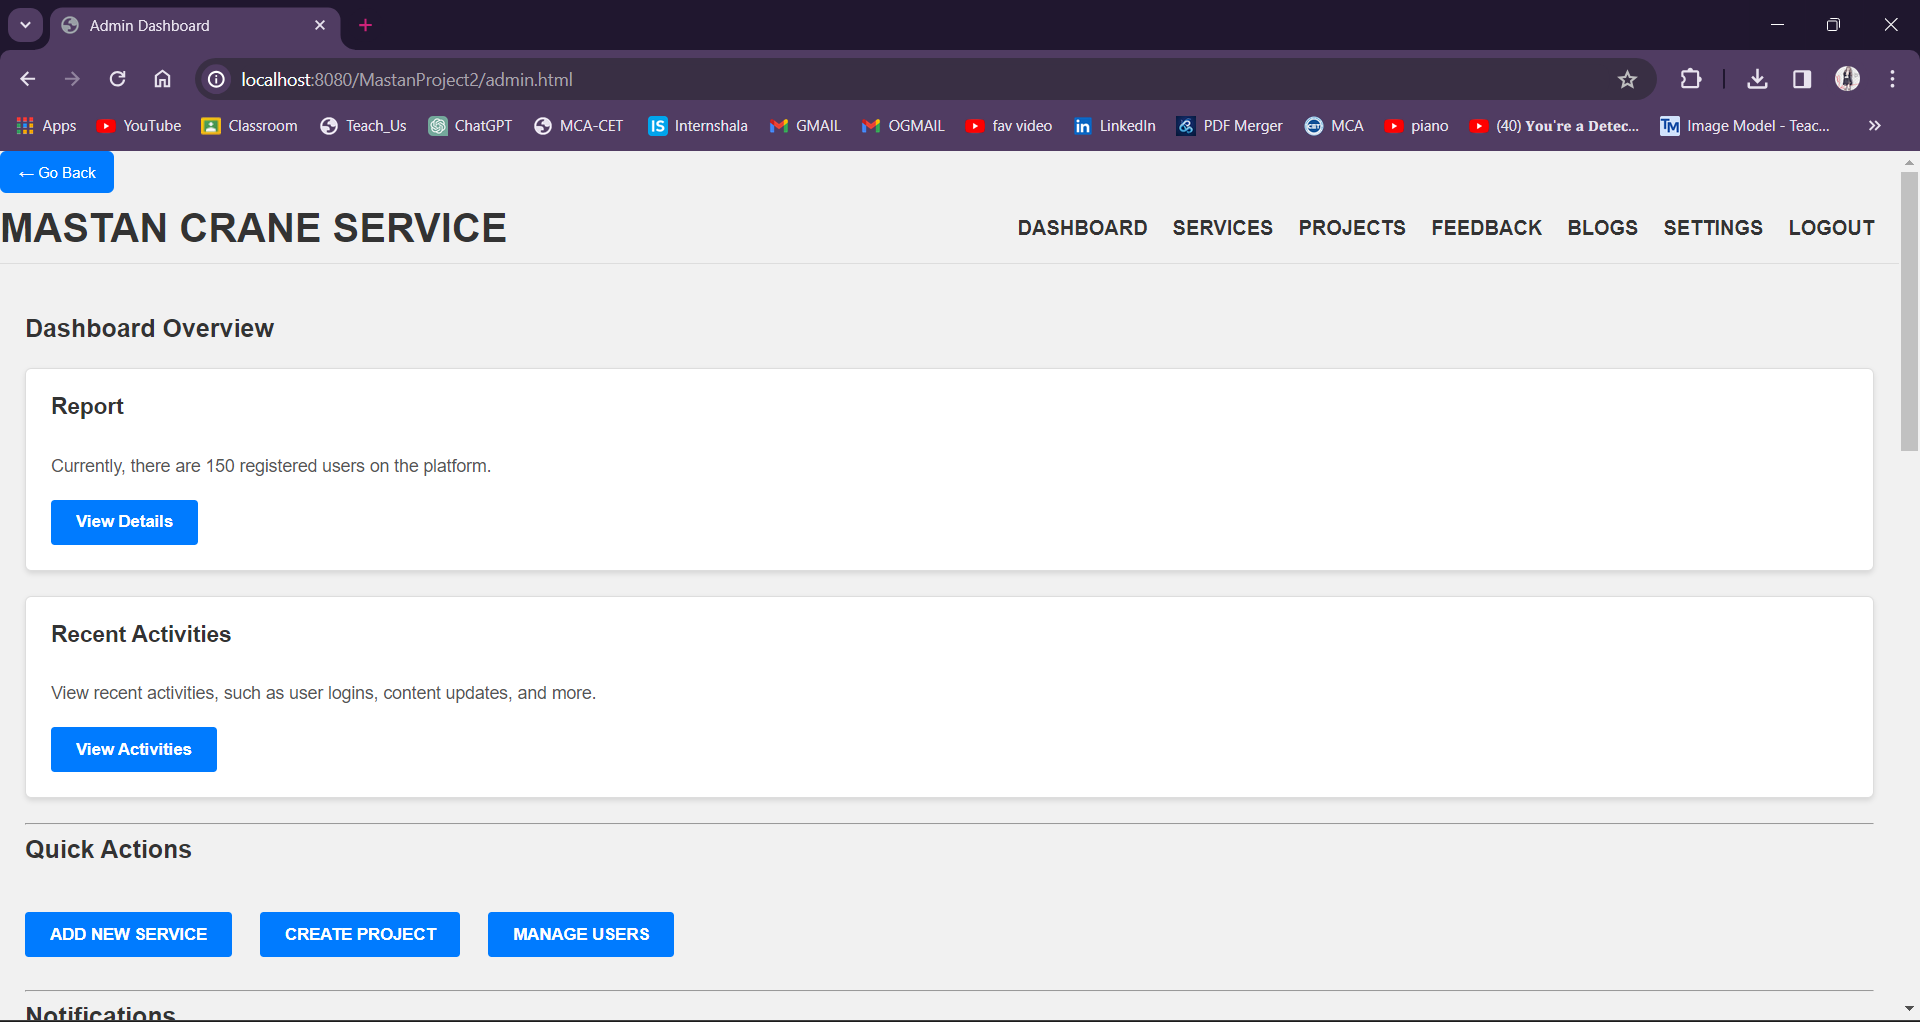 Admin Dashboard
localhost:8080/MastanProject2/admin.html
Apps YouTube Classroom Teach_Us ChatGPT MCA-CET IS Internshala GMAIL OGMAIL fav video in LinkedIn PDF Merger MCA piano (40) 𝐘𝐨𝐮'𝐫𝐞 𝐚 𝐃𝐞𝐭𝐞𝐜... TM Image Model - Teac... »
← Go Back
MASTAN CRANE SERVICE DASHBOARD SERVICES PROJECTS FEEDBACK BLOGS SETTINGS LOGOUT
Dashboard Overview
Report
Currently, there are 150 registered users on the platform.
View Details
Recent Activities
View recent activities, such as user logins, content updates, and more.
View Activities
Quick Actions
ADD NEW SERVICE CREATE PROJECT MANAGE USERS
Notifications